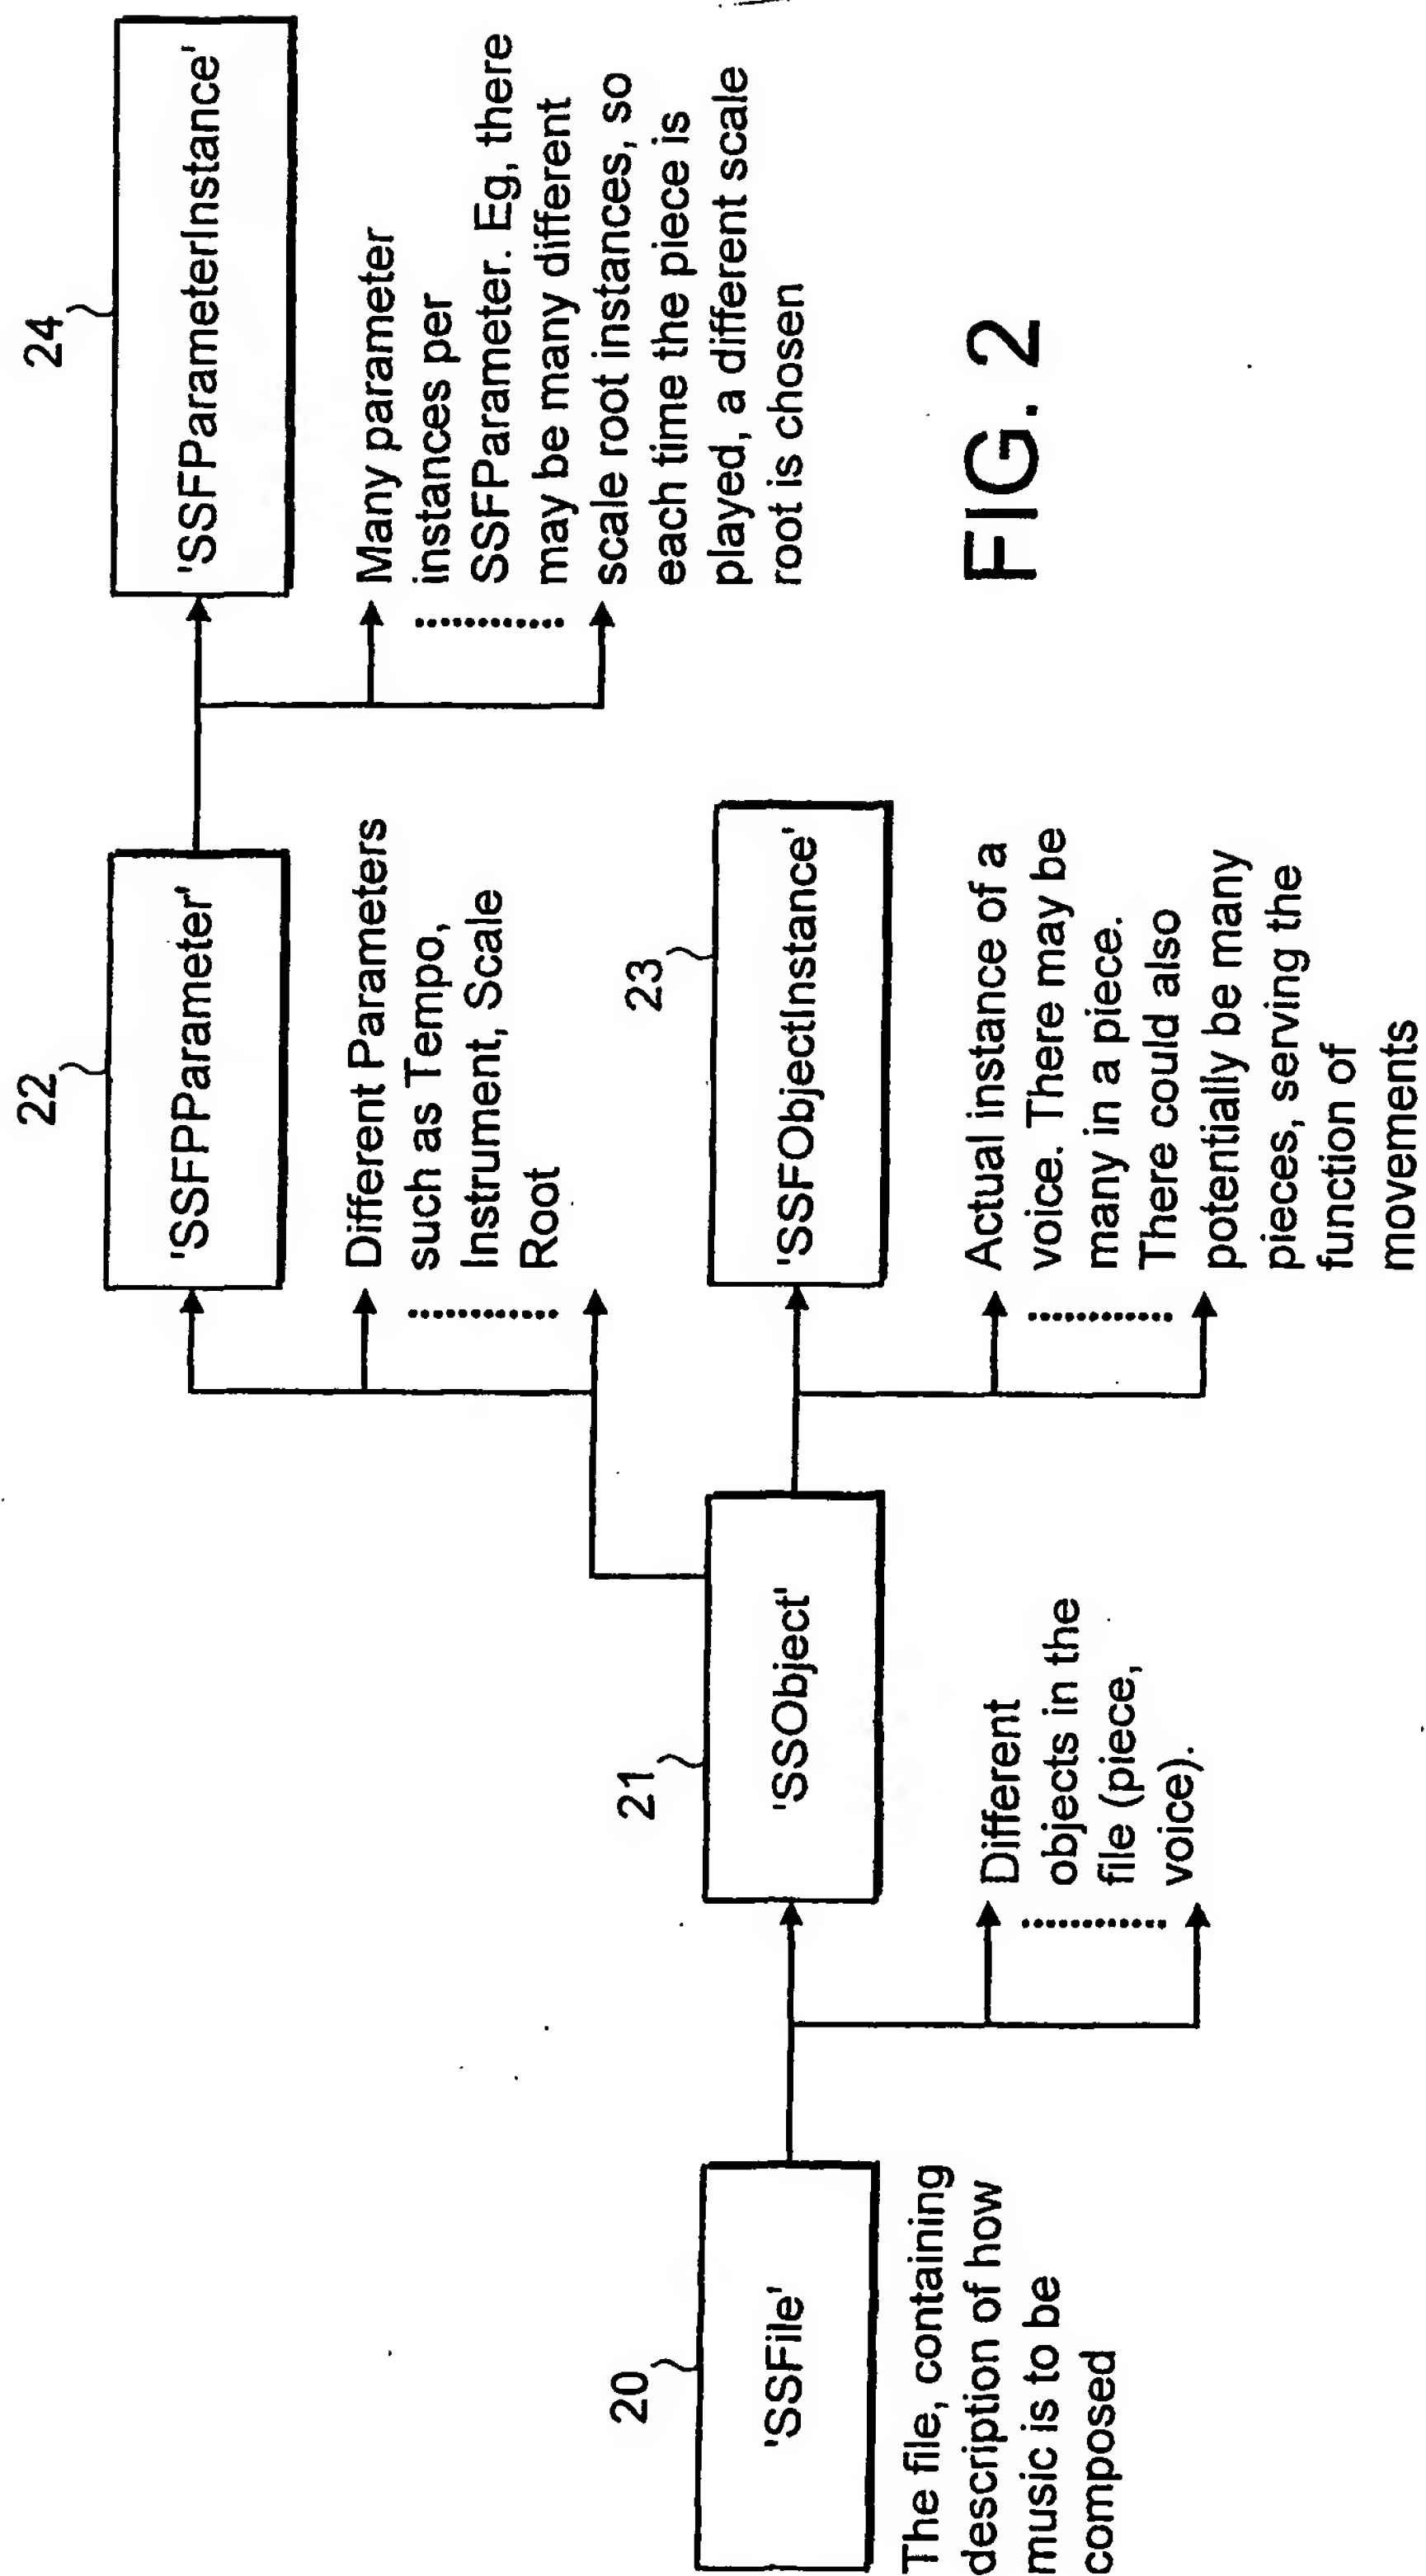 24
'SSFParameterInstance'
Many parameter
instances per
SSFParameter. Eg, there
may be many different
scale root instances, so
each time the piece is
played, a different scale
root is chosen
22
'SSFPParameter'
Different Parameters
such as Tempo,
Instrument, Scale
Root
23
'SSFObjectInstance'
Actual instance of a
voice. There may be
many in a piece.
There could also
potentially be many
pieces, serving the
function of
movements
21
'SSObject'
Different
objects in the
file (piece,
voice).
20
'SSFile'
The file, containing
description of how
music is to be
composed
FIG. 2